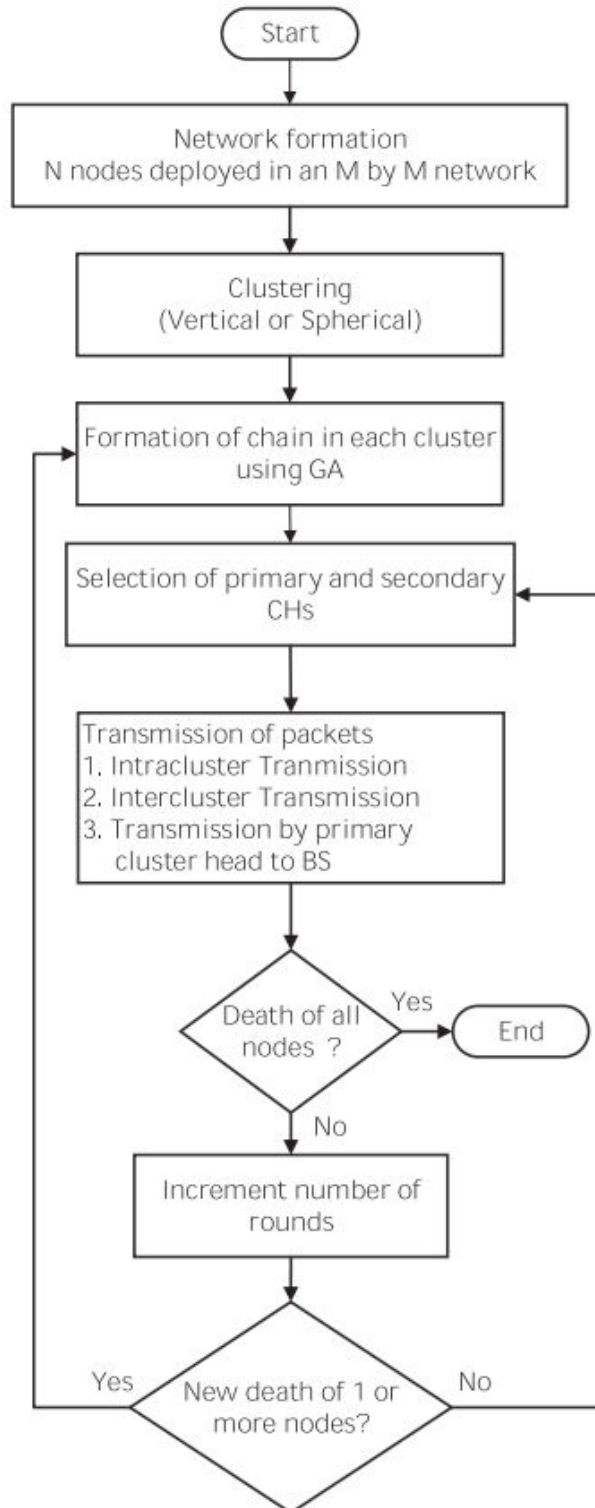 Start
Network formation
N nodes deployed in an M by M network
Clustering
(Vertical or Spherical)
Formation of chain in each cluster
using GA
Selection of primary and secondary
CHs
Transmission of packets
1. Intracluster Tranmission
2. Intercluster Transmission
3. Transmission by primary
cluster head to BS
Death of all
nodes ?
Yes
End
No
Increment number of
rounds
Yes
New death of 1 or
more nodes?
No